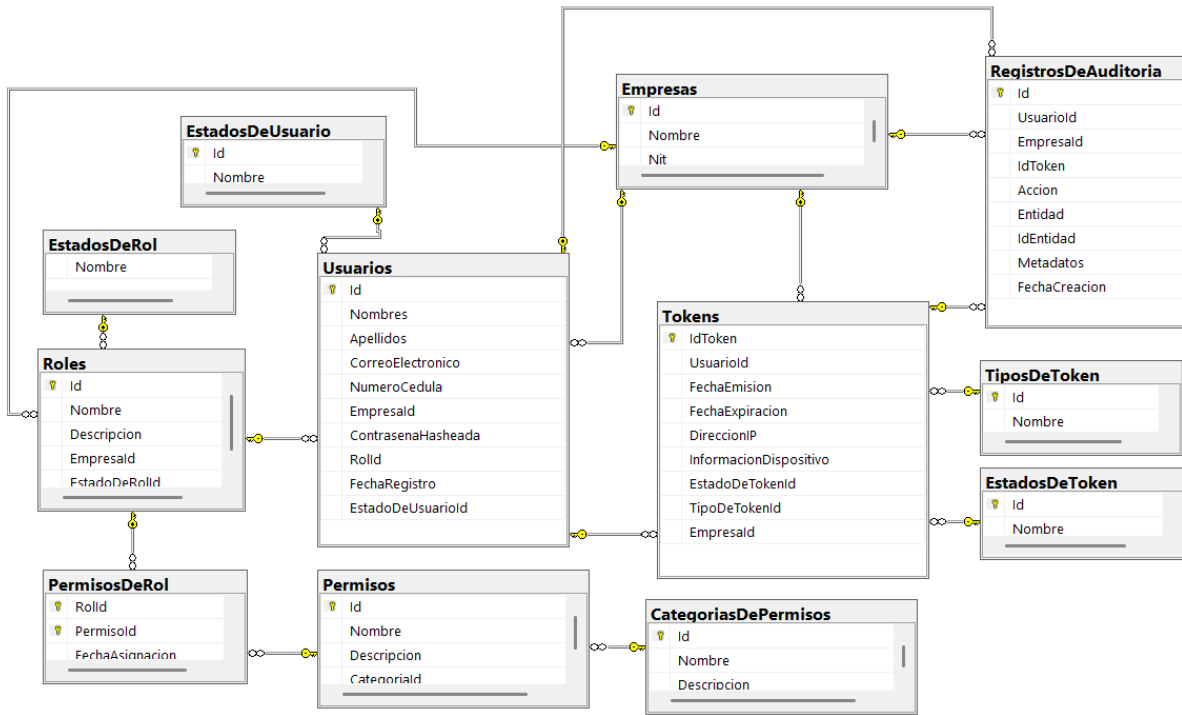 RegistrosDeAuditoria
Id
UsuarioId
EmpresaId
IdToken
Accion
Entidad
IdEntidad
Metadatos
FechaCreacion
Empresas
Id
Nombre
Nit
EstadosDeUsuario
Id
Nombre
EstadosDeRol
Nombre
Usuarios
Id
Nombres
Apellidos
CorreoElectronico
NumeroCedula
EmpresaId
ContrasenaHasheada
RolId
FechaRegistro
EstadoDeUsuarioId
Tokens
IdToken
UsuarioId
FechaEmision
FechaExpiracion
DireccionIP
InformacionDispositivo
EstadoDeTokenId
TipoDeTokenId
EmpresaId
Roles
Id
Nombre
Descripcion
EmpresaId
EstadoDeRolId
TiposDeToken
Id
Nombre
EstadosDeToken
Id
Nombre
PermisosDeRol
RolId
PermisoId
FechaAsignacion
Permisos
Id
Nombre
Descripcion
CategoriaId
CategoriasDePermisos
Id
Nombre
Descripcion